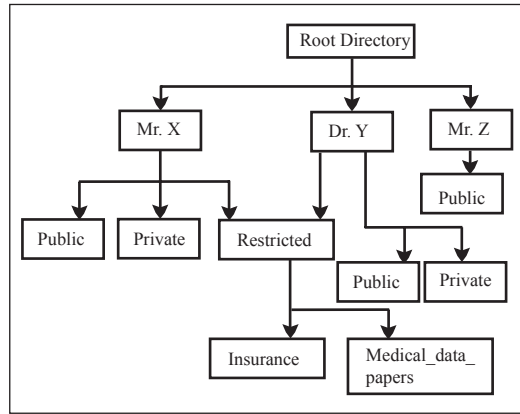 Root Directory
Mr. X
Dr. Y
Mr. Z
Public
Public
Private
Restricted
Public
Private
Insurance
Medical_data_
papers